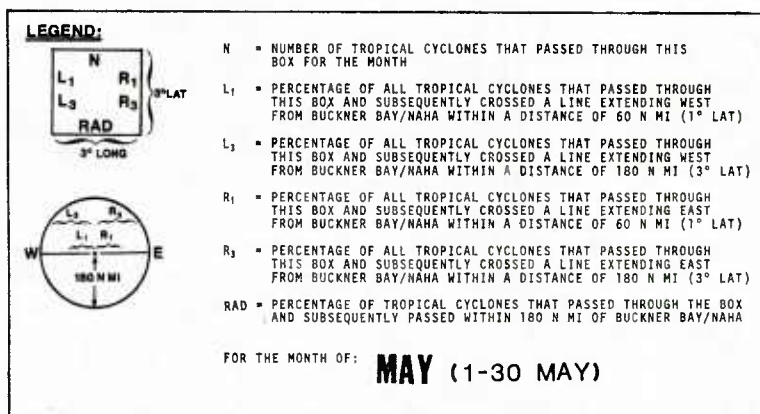 LEGEND:
N
L1 R1
L3 R3
RAD
3°LAT
3° LONG
L3 R3
L1 R1
W E
180 N MI
N = NUMBER OF TROPICAL CYCLONES THAT PASSED THROUGH THIS
BOX FOR THE MONTH
L1 = PERCENTAGE OF ALL TROPICAL CYCLONES THAT PASSED THROUGH
THIS BOX AND SUBSEQUENTLY CROSSED A LINE EXTENDING WEST
FROM BUCKNER BAY/NAHA WITHIN A DISTANCE OF 60 N MI (1° LAT)
L3 = PERCENTAGE OF ALL TROPICAL CYCLONES THAT PASSED THROUGH
THIS BOX AND SUBSEQUENTLY CROSSED A LINE EXTENDING WEST
FROM BUCKNER BAY/NAHA WITHIN A DISTANCE OF 180 N MI (3° LAT)
R1 = PERCENTAGE OF ALL TROPICAL CYCLONES THAT PASSED THROUGH
THIS BOX AND SUBSEQUENTLY CROSSED A LINE EXTENDING EAST
FROM BUCKNER BAY/NAHA WITHIN A DISTANCE OF 60 N MI (1° LAT)
R3 = PERCENTAGE OF ALL TROPICAL CYCLONES THAT PASSED THROUGH
THIS BOX AND SUBSEQUENTLY CROSSED A LINE EXTENDING EAST
FROM BUCKNER BAY/NAHA WITHIN A DISTANCE OF 180 N MI (3° LAT)
RAD = PERCENTAGE OF TROPICAL CYCLONES THAT PASSED THROUGH THE BOX
AND SUBSEQUENTLY PASSED WITHIN 180 N MI OF BUCKNER BAY/NAHA
FOR THE MONTH OF: MAY (1-30 MAY)